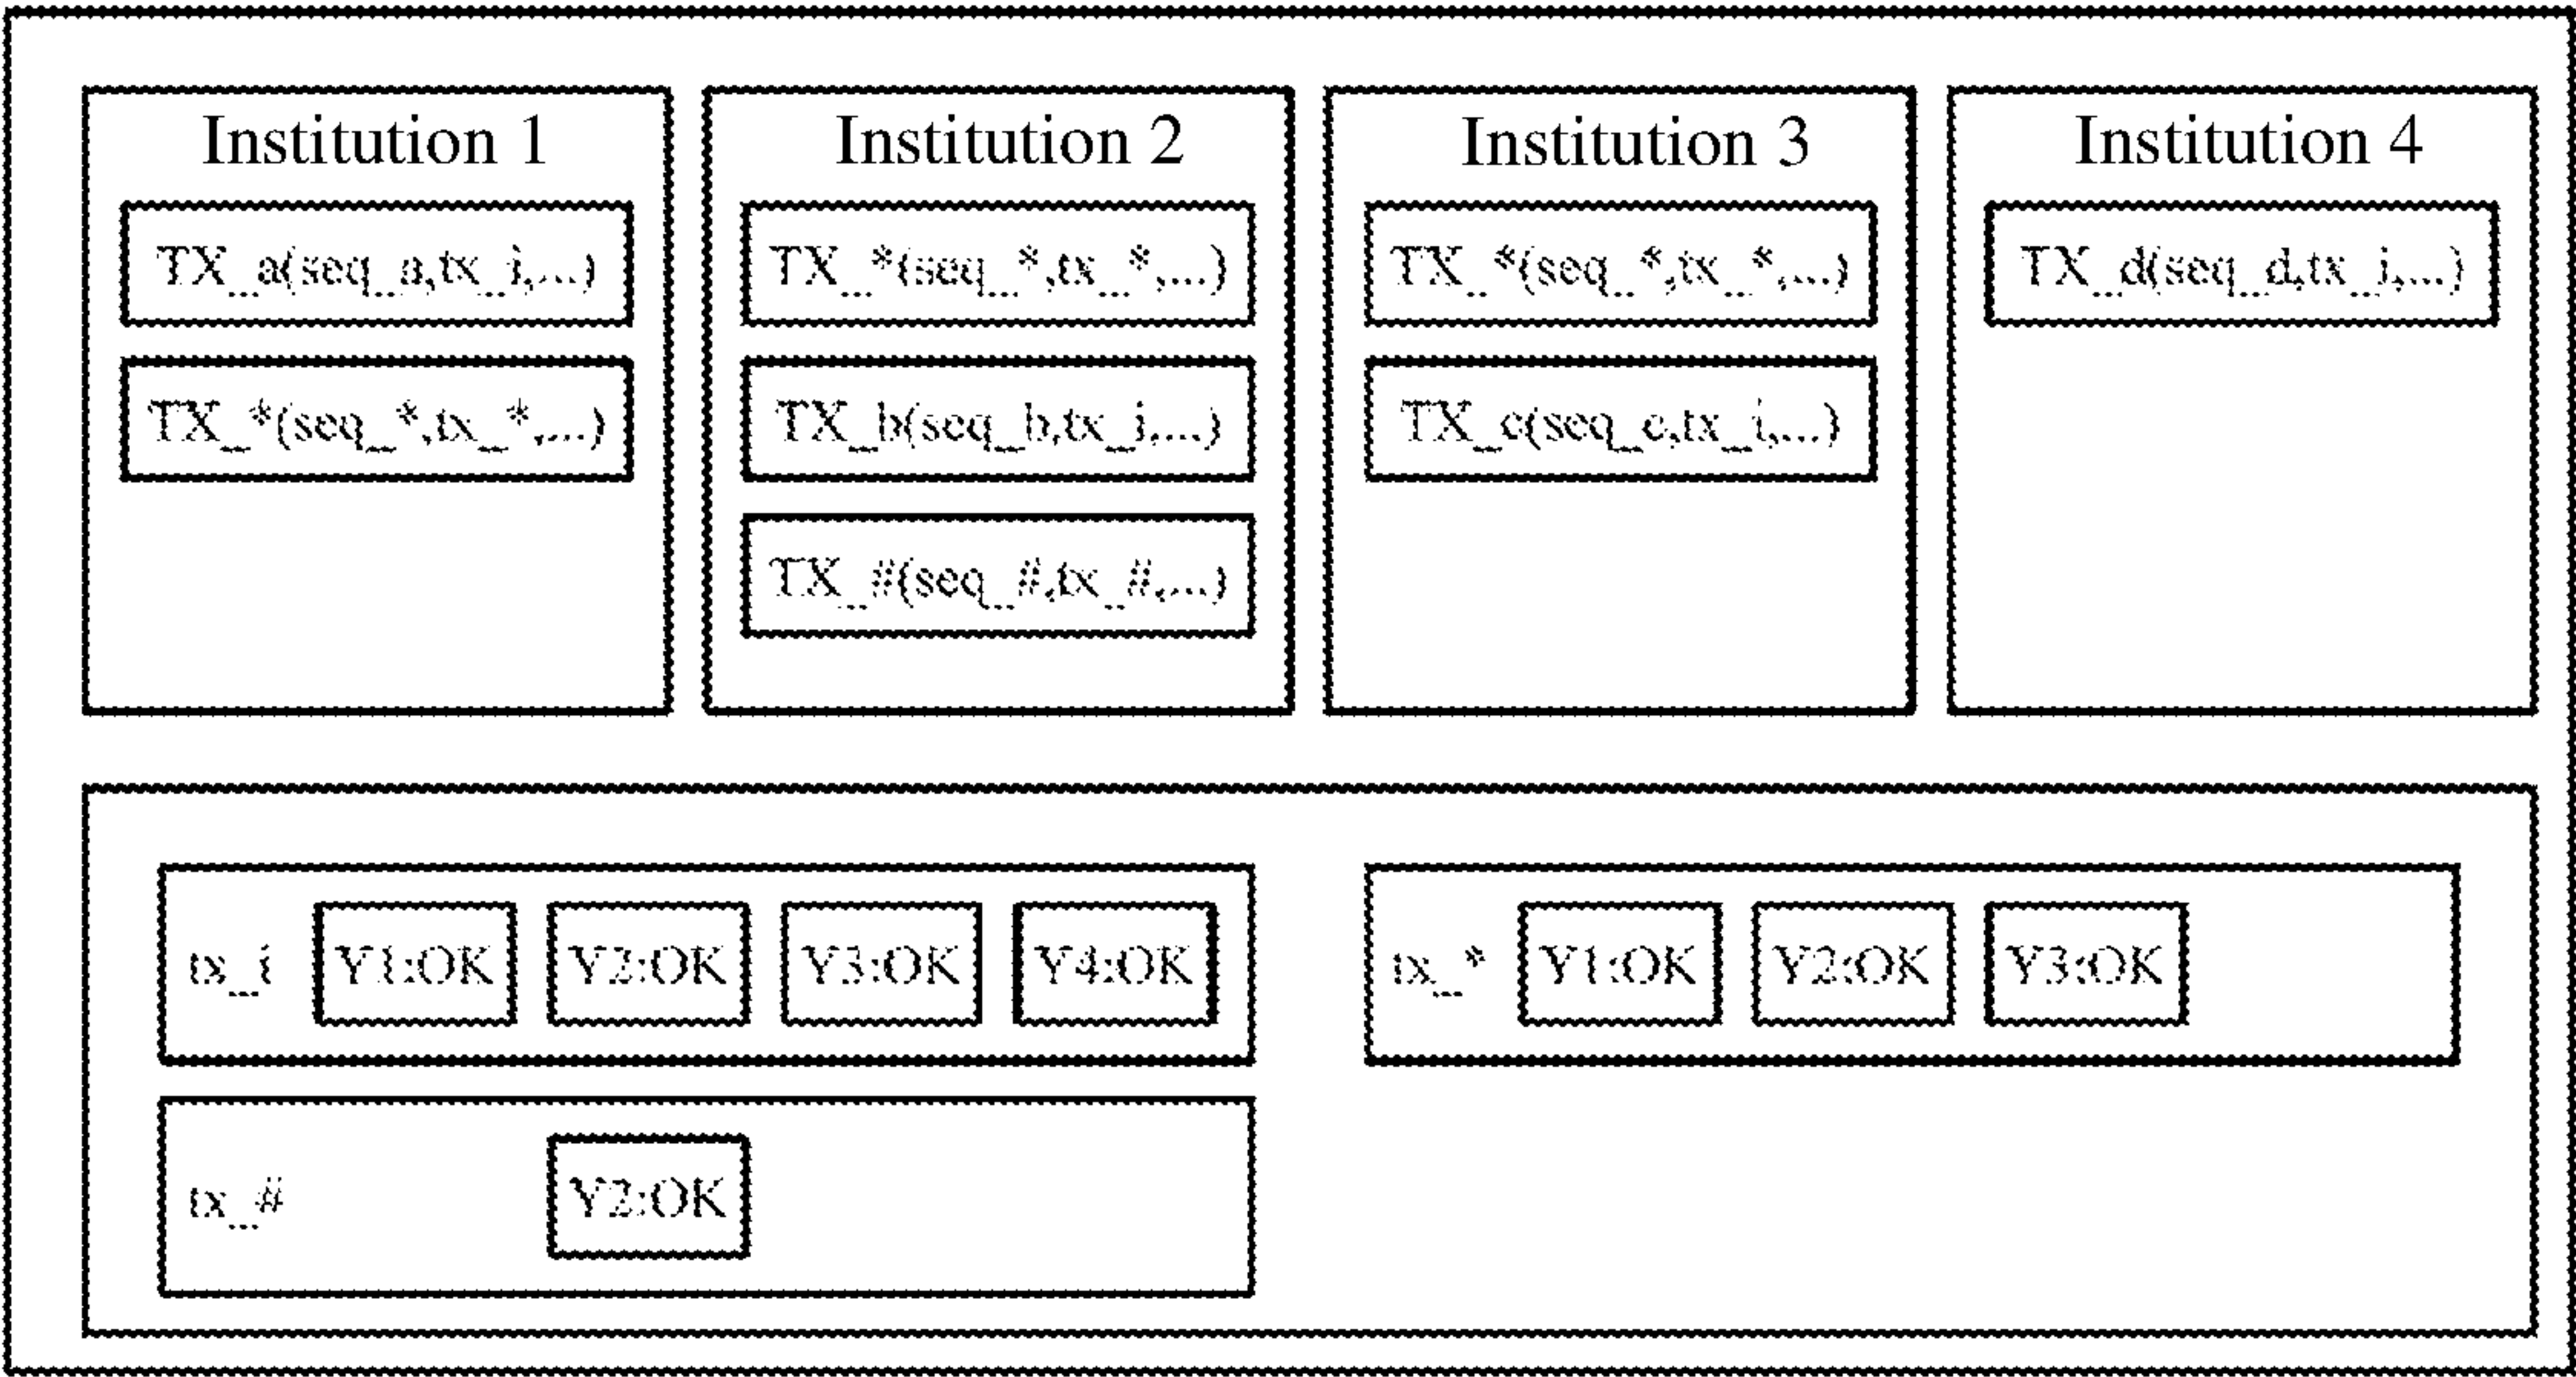 Institution 1
TX_a(seq_a,tx_i,...)
TX_*(seq_*,tx_*,...)
Institution 2
TX_*(seq_*,tx_*,...)
TX_b(seq_b,tx_i,...)
TX_#(seq_#,tx_#,...)
Institution 3
TX_*(seq_*,tx_*,...)
TX_c(seq_c,tx_i,...)
Institution 4
TX_d(seq_d,tx_i,...)
tx_i Y1:OK Y2:OK Y3:OK Y4:OK
tx_* Y1:OK Y2:OK Y3:OK
tx_# Y2:OK